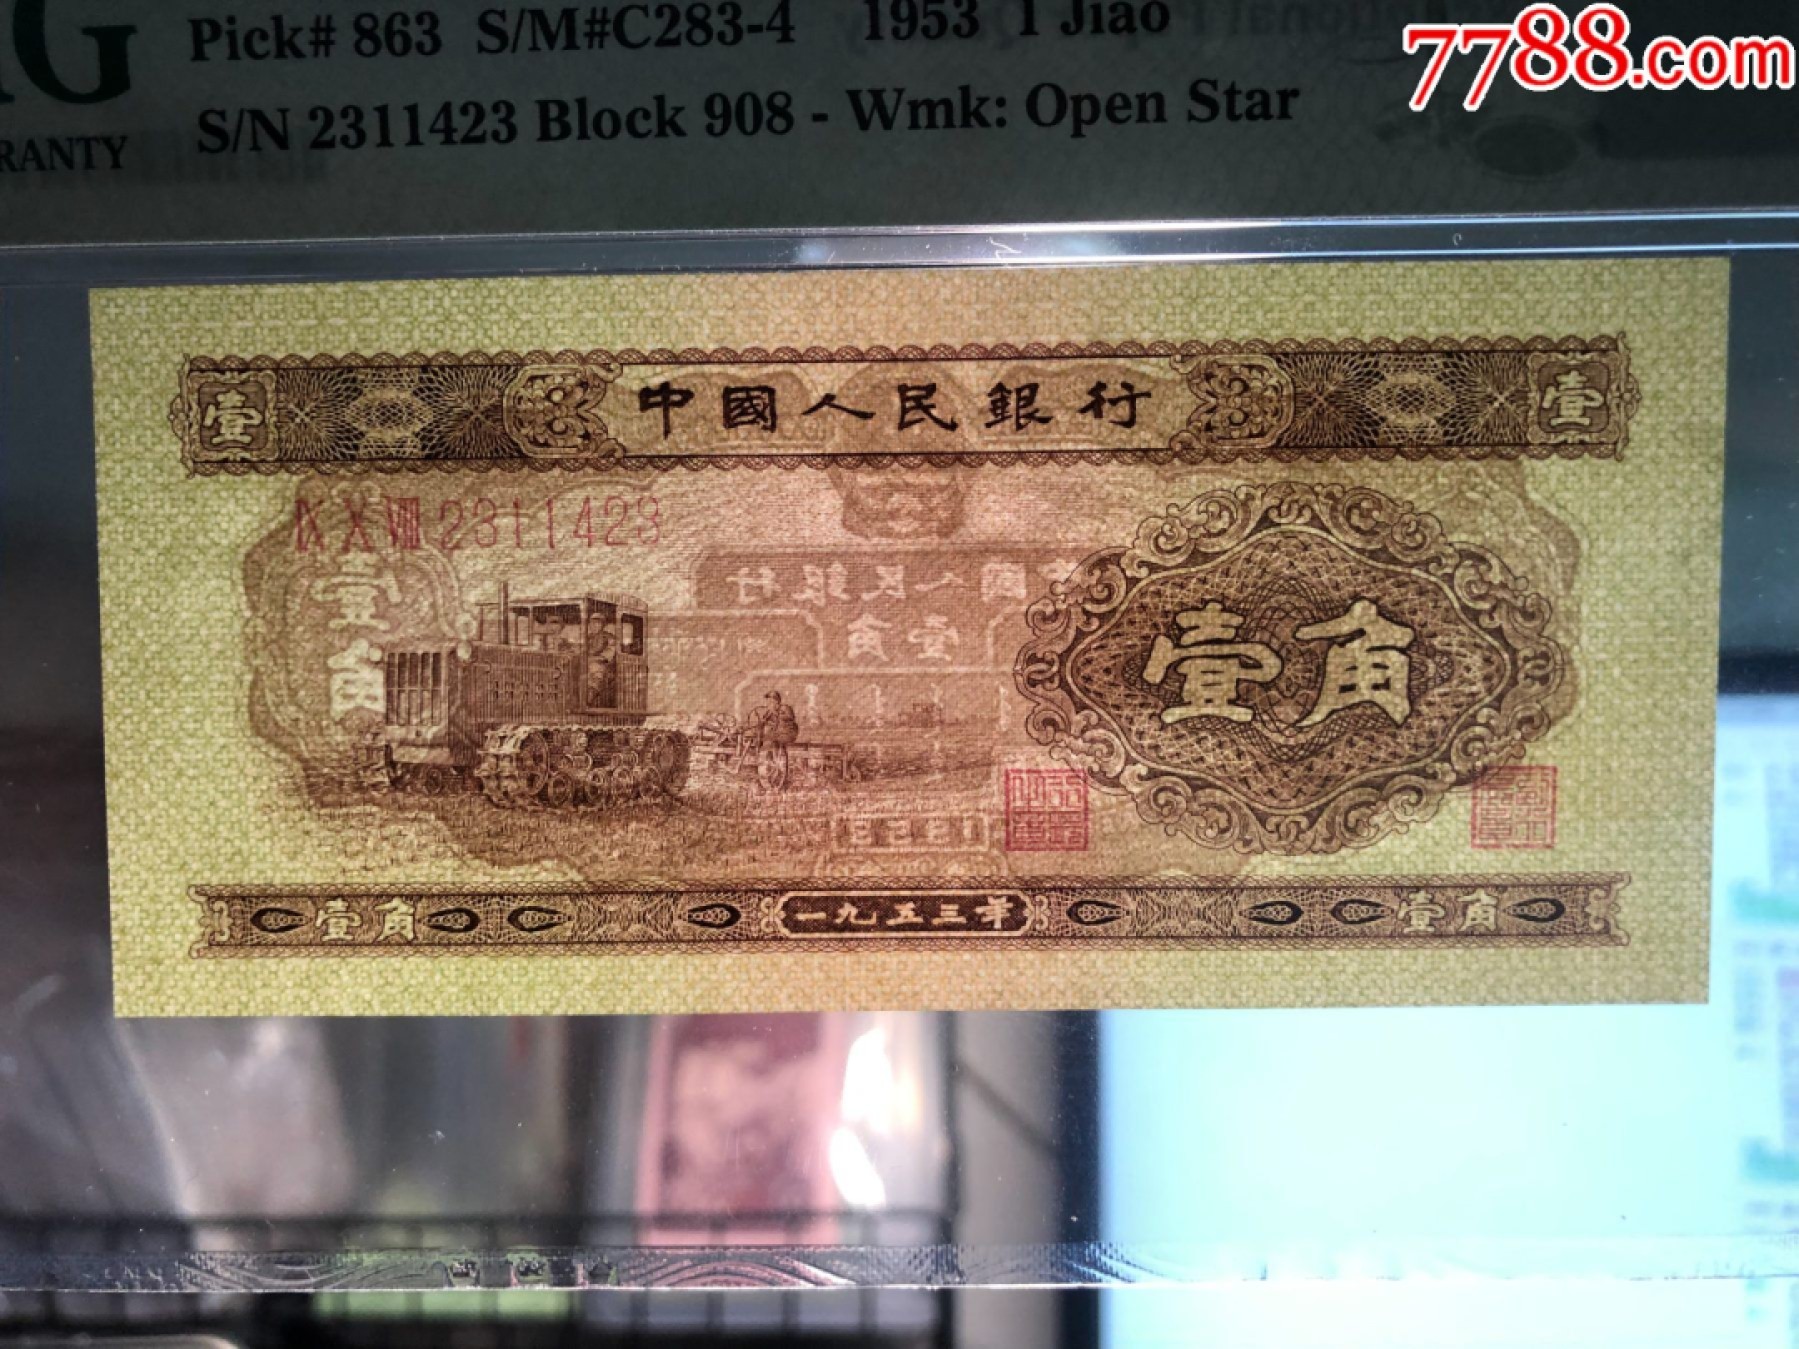 7788.com
G
Pick# 863 S/M#C283-4 1953 1 Jiao
RANTY
S/N 2311423 Block 908 - Wmk: Open Star
壹 中國人民銀行 壹
Ⅸ Ⅹ Ⅷ 2311423
壹角
壹角
壹角 一九五三年 壹角